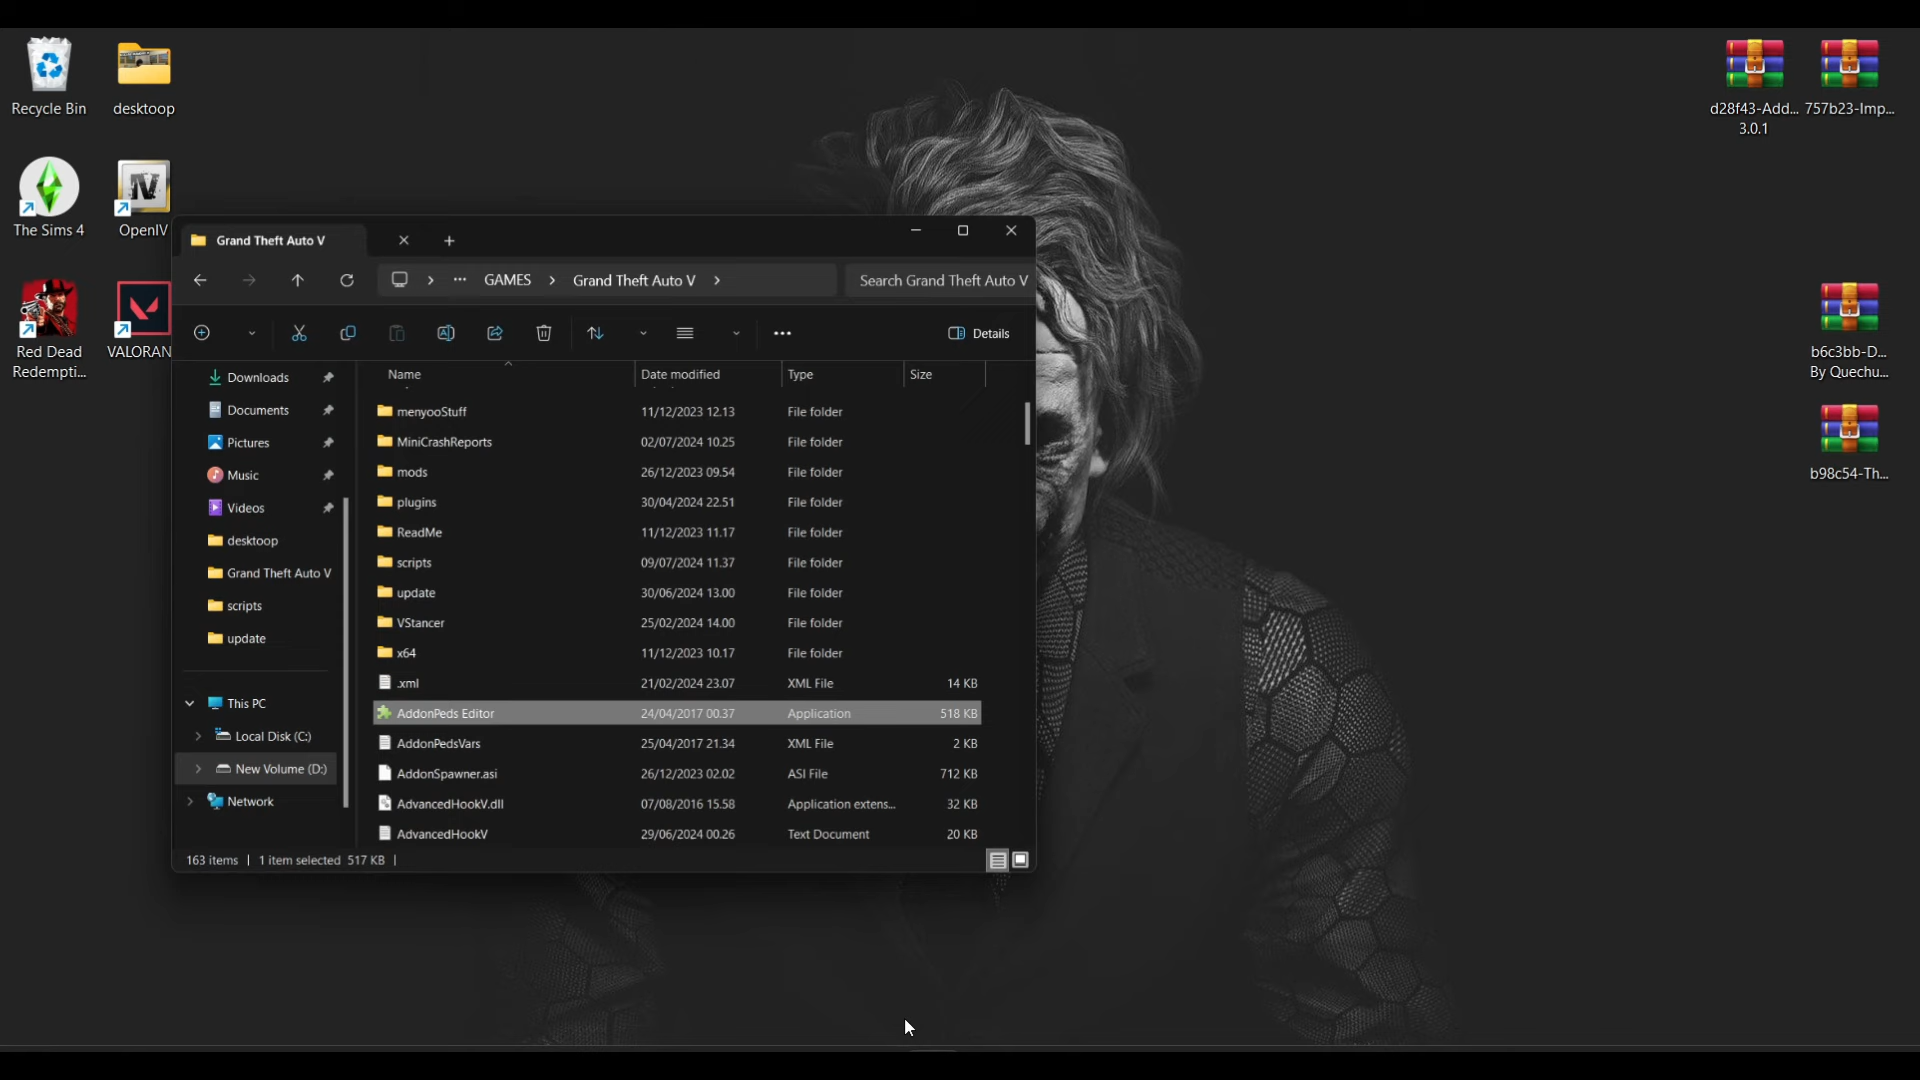 Recycle Bin
desktoop
d28f43-Add...
3.0.1
757b23-Imp...
The Sims 4
OpenIV
Red Dead
Redempti...
VALORAN
b6c3bb-D...
By Quechu...
b98c54-Th...
Grand Theft Auto V
GAMES
Grand Theft Auto V
Search Grand Theft Auto V
Details
Name
Date modified
Type
Size
Downloads
Documents
Pictures
Music
Videos
desktoop
Grand Theft Auto V
scripts
update
This PC
Local Disk (C:)
New Volume (D:)
Network
menyooStuff 11/12/2023 12.13 File folder
MiniCrashReports 02/07/2024 10.25 File folder
mods 26/12/2023 09.54 File folder
plugins 30/04/2024 22.51 File folder
ReadMe 11/12/2023 11.17 File folder
scripts 09/07/2024 11.37 File folder
update 30/06/2024 13.00 File folder
VStancer 25/02/2024 14.00 File folder
x64 11/12/2023 10.17 File folder
.xml 21/02/2024 23.07 XML File 14 KB
AddonPeds Editor 24/04/2017 00.37 Application 518 KB
AddonPedsVars 25/04/2017 21.34 XML File 2 KB
AddonSpawner.asi 26/12/2023 02.02 ASI File 712 KB
AdvancedHookV.dll 07/08/2016 15.58 Application extens... 32 KB
AdvancedHookV 29/06/2024 00.26 Text Document 20 KB
163 items | 1 item selected 517 KB |